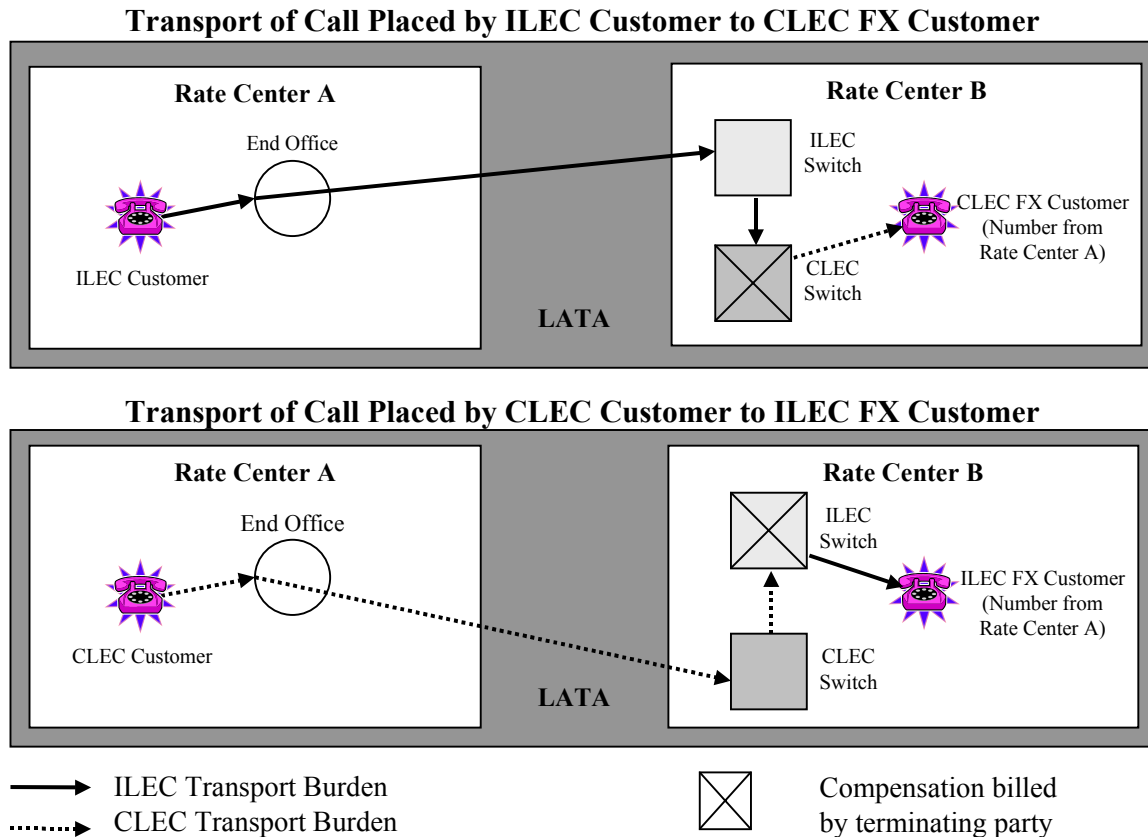 Transport of Call Placed by ILEC Customer to CLEC FX Customer
Rate Center A
End Office
ILEC Customer
LATA
Rate Center B
ILEC
Switch
CLEC
Switch
CLEC FX Customer
(Number from
Rate Center A)
Transport of Call Placed by CLEC Customer to ILEC FX Customer
Rate Center A
End Office
CLEC Customer
LATA
Rate Center B
ILEC
Switch
CLEC
Switch
ILEC FX Customer
(Number from
Rate Center A)
ILEC Transport Burden
CLEC Transport Burden
Compensation billed
by terminating party